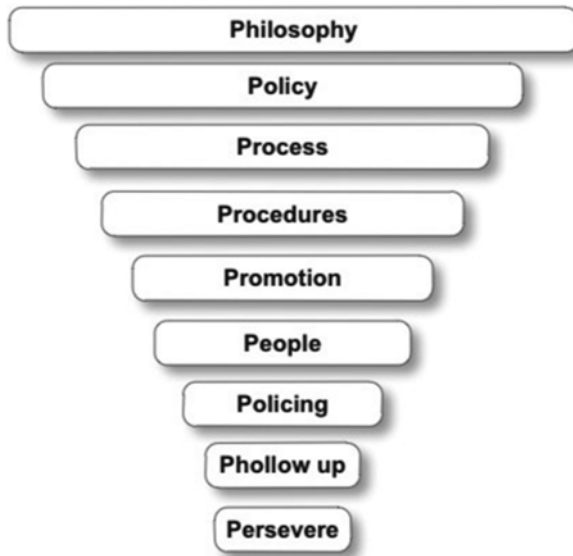 Philosophy
Policy
Process
Procedures
Promotion
People
Policing
Phollow up
Persevere